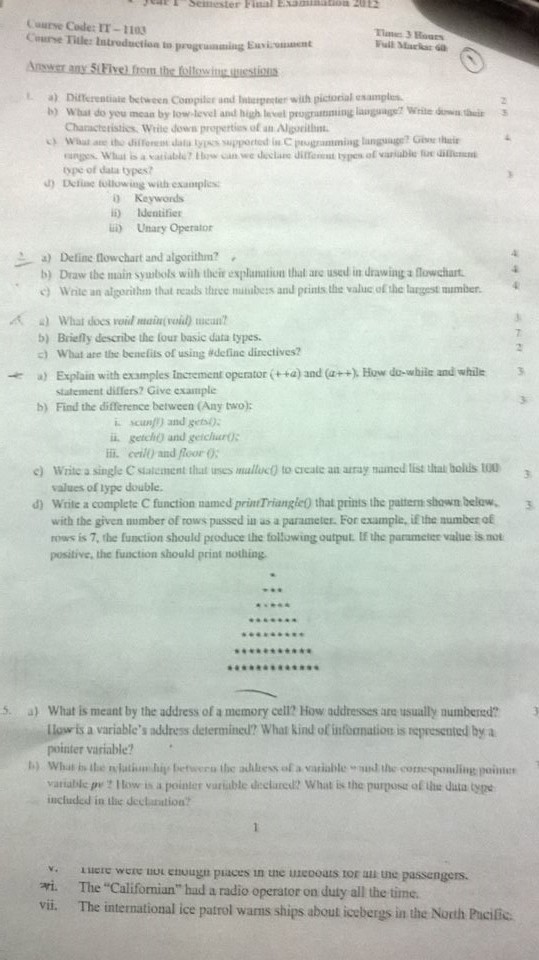 Year 1st Semester Final Examination 2012
Course Code: IT – 1103
Time: 3 Hours
Course Title: Introduction to programming Environment
Full Marks: 60
Answer any 5(Five) from the following questions
1. a) Differentiate between Compiler and Interpreter with pictorial examples. 2
b) What do you mean by low-level and high level programming language? Write down their 3
Characteristics. Write down properties of an Algorithm.
c) What are the different data types supported in C programming language? Give their 4
ranges. What is a variable? How can we declare different types of variable for different
type of data types?
d) Define following with examples: 3
i) Keywords
ii) Identifier
iii) Unary Operator
2. a) Define flowchart and algorithm? 4
b) Draw the main symbols with their explanation that are used in drawing a flowchart. 4
c) Write an algorithm that reads three numbers and prints the value of the largest number. 4
a) What does void main(void) mean? 3
b) Briefly describe the four basic data types. 7
c) What are the benefits of using #define directives? 2
a) Explain with examples Increment operator (++a) and (a++). How do-while and while 3
statement differs? Give example
b) Find the difference between (Any two): 3
i. scanf() and gets();
ii. getch() and getchar();
iii. ceil() and floor ();
c) Write a single C statement that uses malloc() to create an array named list that holds 100 3
values of type double.
d) Write a complete C function named printTriangle() that prints the pattern shown below, 3
with the given number of rows passed in as a parameter. For example, if the number of
rows is 7, the function should produce the following output. If the parameter value is not
positive, the function should print nothing.
*
***
*****
*******
*********
***********
*************
5. a) What is meant by the address of a memory cell? How addresses are usually numbered? 3
How is a variable's address determined? What kind of information is represented by a
pointer variable?
b) What is the relationship between the address of a variable v and the corresponding pointer
variable pv ? How is a pointer variable declared? What is the purpose of the data type
included in the declaration?
1
v. There were not enough places in the lifeboats for all the passengers.
vi. The "Californian" had a radio operator on duty all the time.
vii. The international ice patrol warns ships about icebergs in the North Pacific.